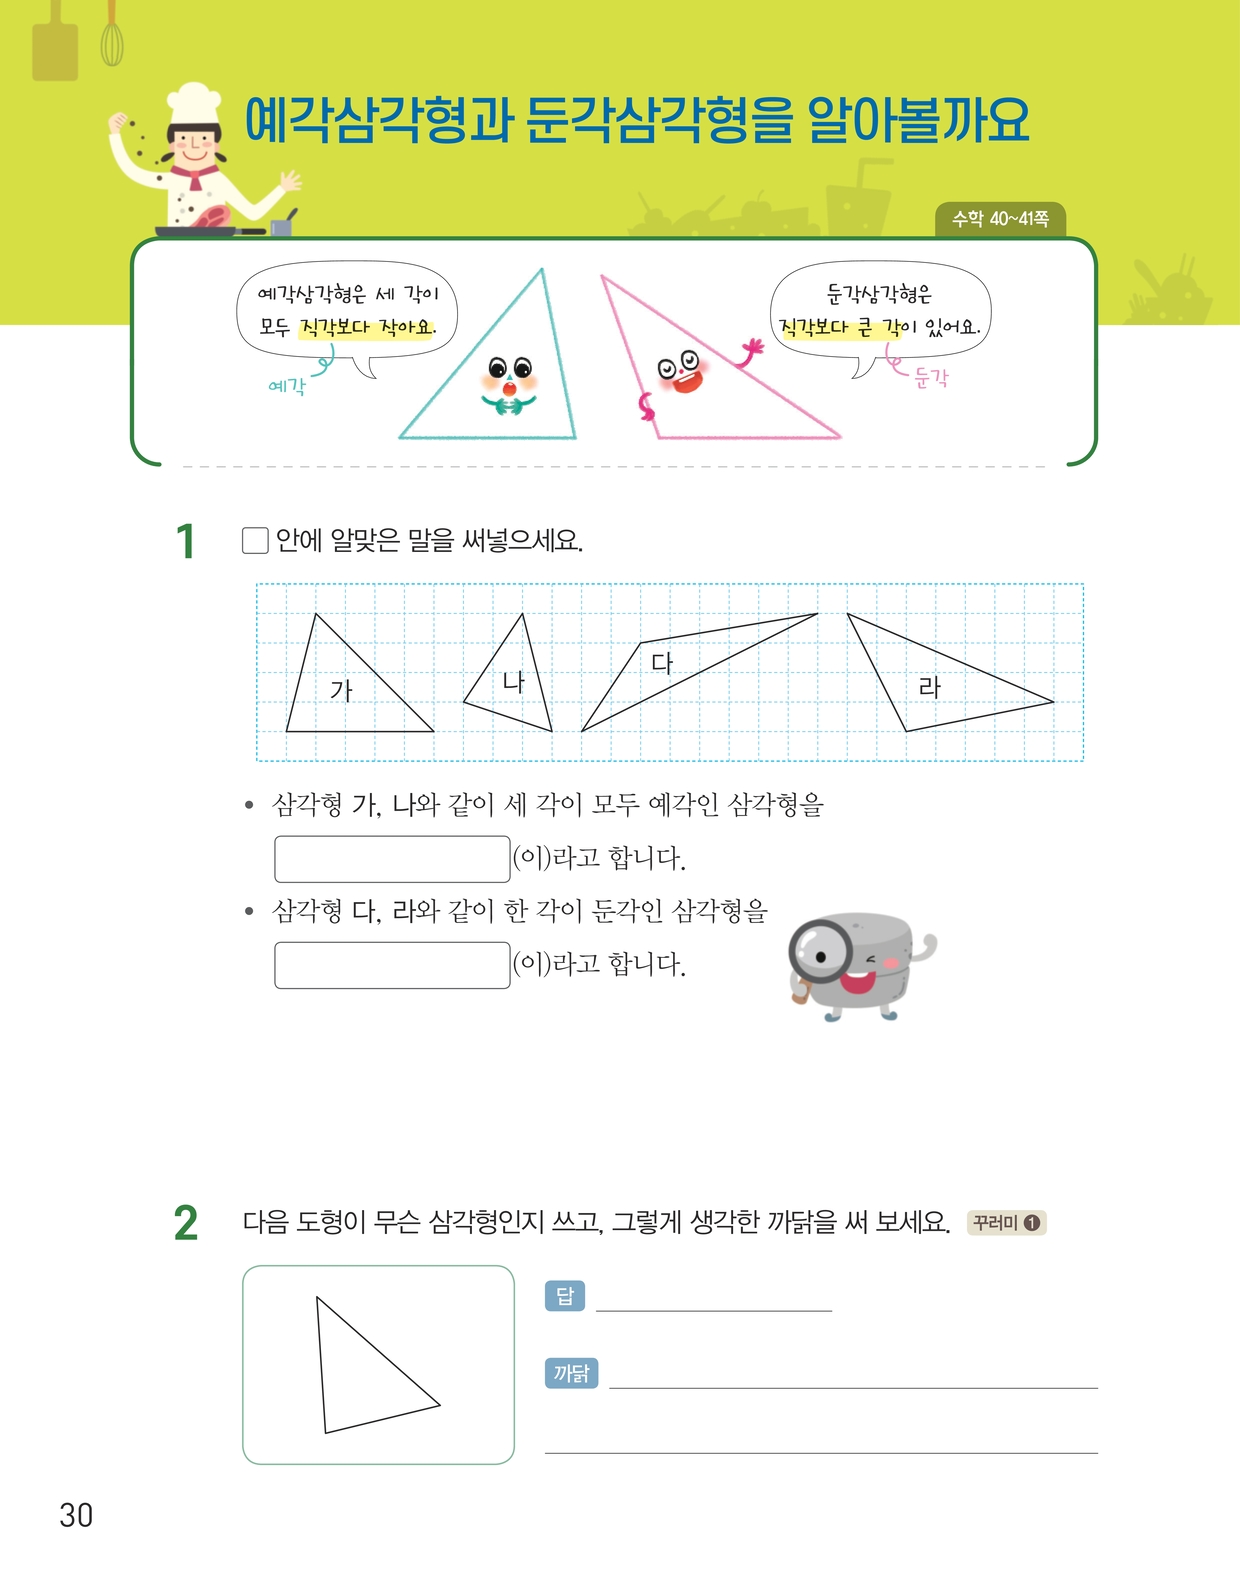 예각삼각형과 둔각삼각형을 알아볼까요
수학 40~41쪽
예각삼각형은 세 각이
모두 직각보다 작아요.
예각
둔각삼각형은
직각보다 큰 각이 있어요.
둔각
1 □ 안에 알맞은 말을 써넣으세요.
가
나
다
라
• 삼각형 가, 나와 같이 세 각이 모두 예각인 삼각형을
(이)라고 합니다.
• 삼각형 다, 라와 같이 한 각이 둔각인 삼각형을
(이)라고 합니다.
2 다음 도형이 무슨 삼각형인지 쓰고, 그렇게 생각한 까닭을 써 보세요. 꾸러미 ❶
답
까닭
30